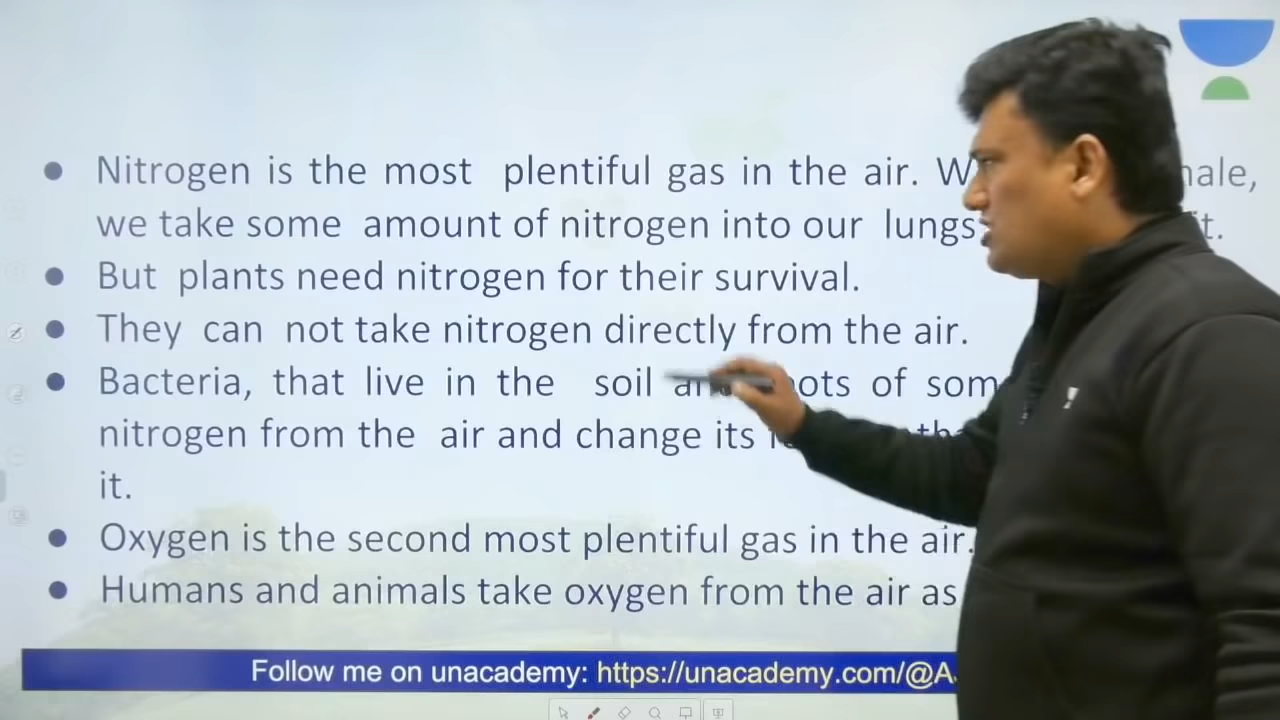 Nitrogen is the most plentiful gas in the air. W
we take some amount of nitrogen into our lungs
But plants need nitrogen for their survival.
They can not take nitrogen directly from the air.
Bacteria, that live in the soil of
nitrogen from the air and change its
it.
Oxygen is the second most plentiful gas in the air.
Humans and animals take oxygen from the air as
Follow me on unacademy: https://unacademy.com/@A